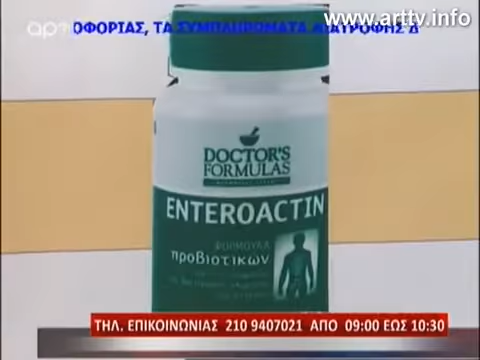 www.arttv.info
ΟΦΟΡΙΑΣ, ΤΑ ΣΥΜΠΛΗΡΩΜΑΤΑ ΔΙΑΤΡΟΦΗΣ Δ
DOCTOR'S
FORMULAS
ENTEROACTIN
ΦΟΡΜΟΥΛΑ
προβιοτικών
ΤΗΛ. ΕΠΙΚΟΙΝΩΝΙΑΣ 210 9407021 ΑΠΟ 09:00 ΕΩΣ 10:30